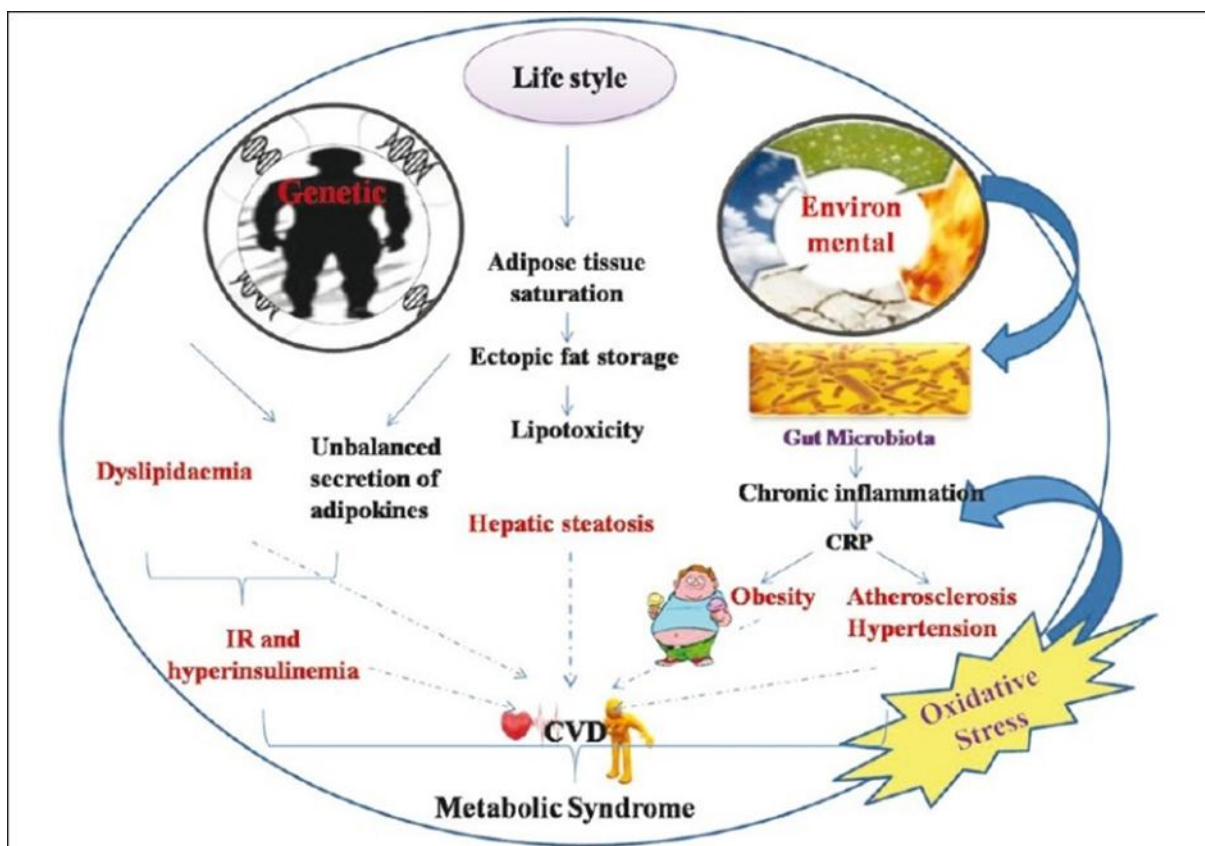 Life style
Genetic
Environ
mental
Adipose tissue
saturation
Ectopic fat storage
Lipotoxicity
Gut Microbiota
Unbalanced
secretion of
adipokines
Dyslipidaemia
Chronic inflammation
Hepatic steatosis
CRP
Obesity
Atherosclerosis
Hypertension
IR and
hyperinsulinemia
Oxidative
Stress
CVD
Metabolic Syndrome